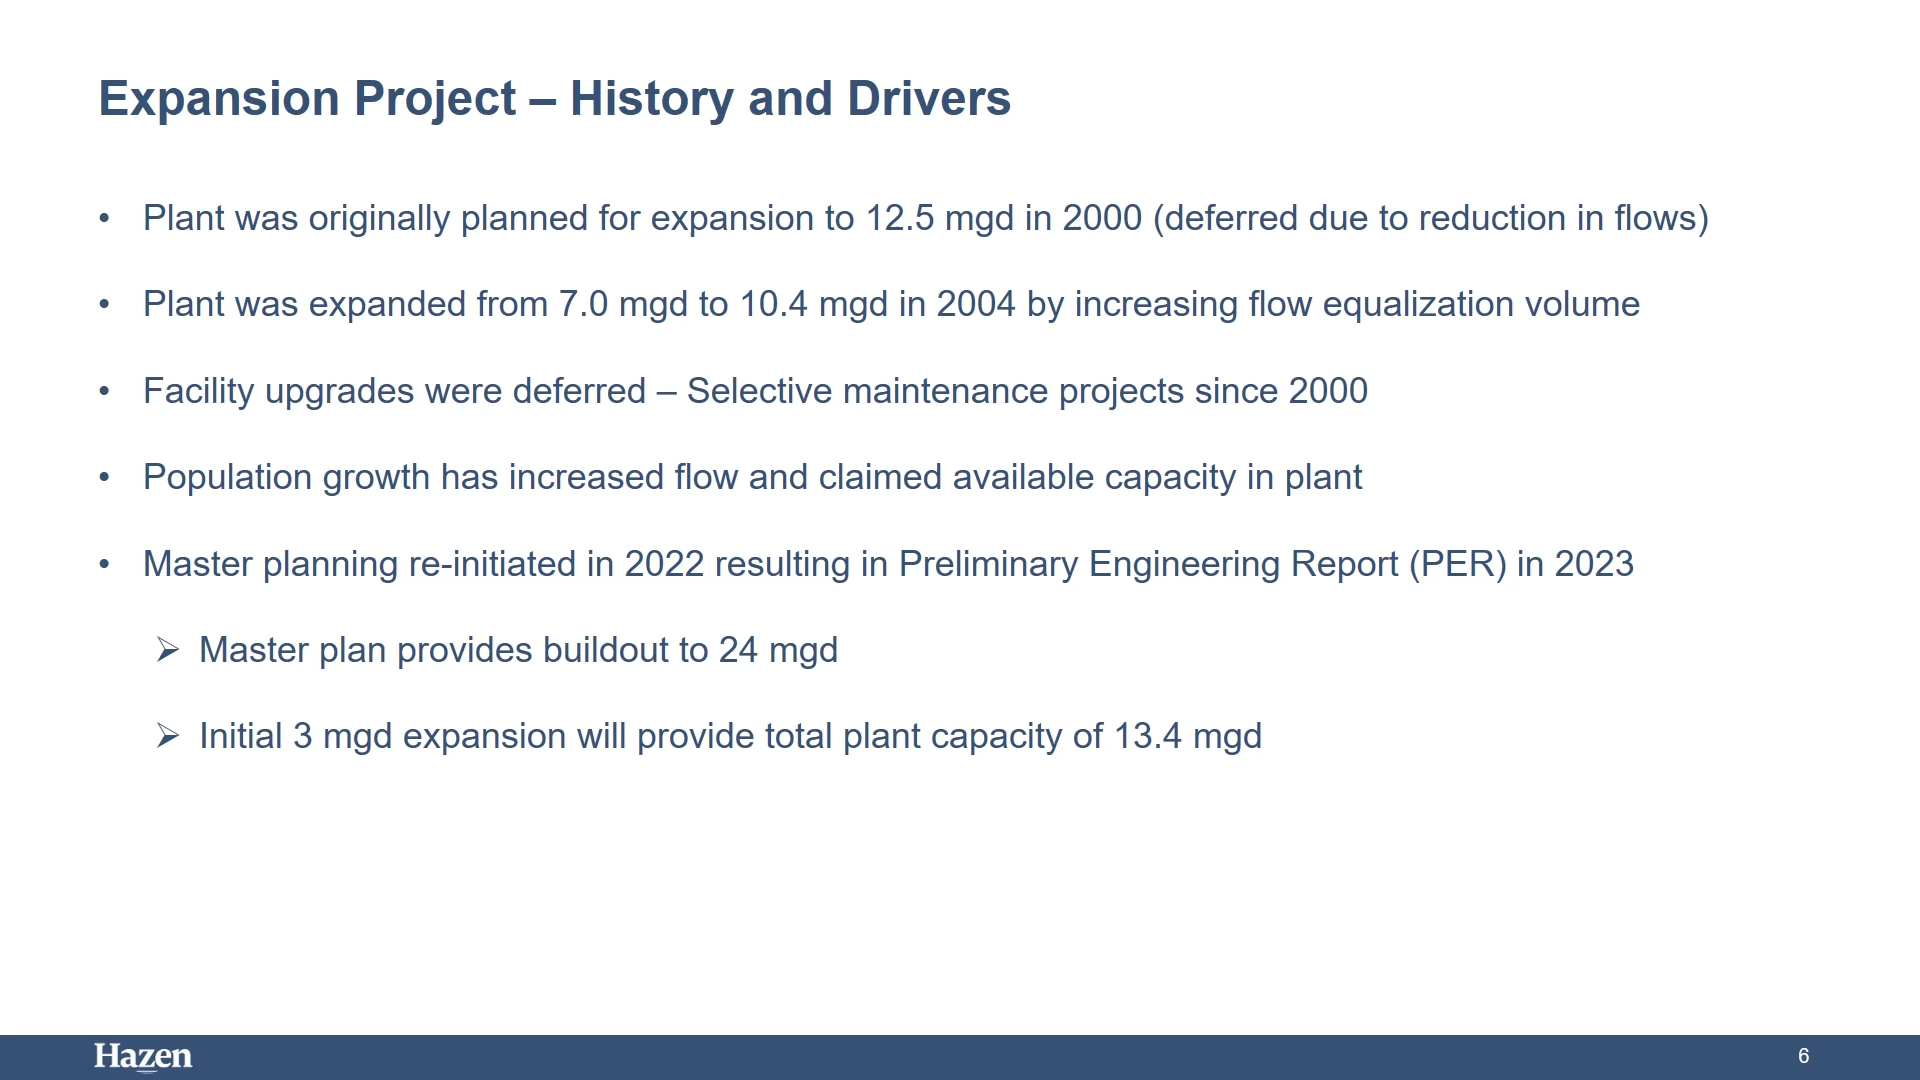 Expansion Project – History and Drivers
• Plant was originally planned for expansion to 12.5 mgd in 2000 (deferred due to reduction in flows)
• Plant was expanded from 7.0 mgd to 10.4 mgd in 2004 by increasing flow equalization volume
• Facility upgrades were deferred – Selective maintenance projects since 2000
• Population growth has increased flow and claimed available capacity in plant
• Master planning re-initiated in 2022 resulting in Preliminary Engineering Report (PER) in 2023
➢ Master plan provides buildout to 24 mgd
➢ Initial 3 mgd expansion will provide total plant capacity of 13.4 mgd
Hazen
6